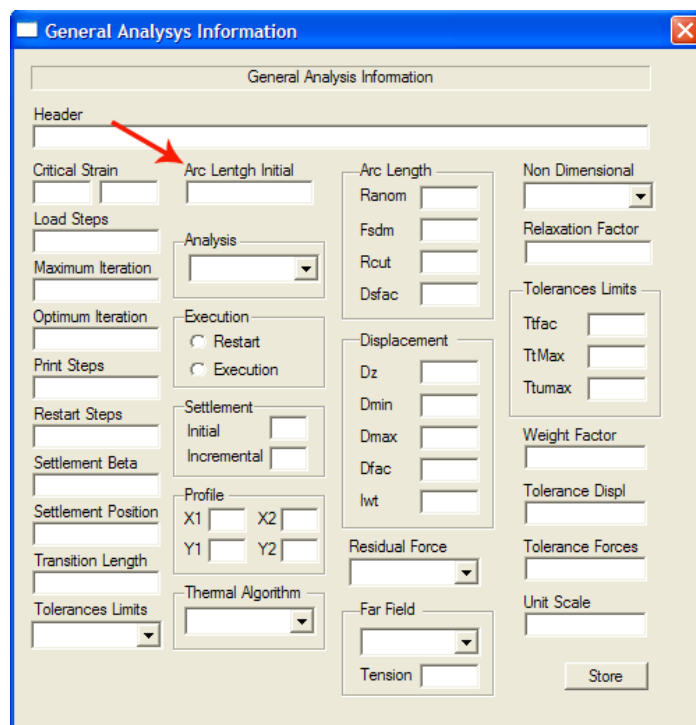 General Analysys Information
General Analysis Information
Header
Critical Strain
Load Steps
Maximum Iteration
Optimum Iteration
Print Steps
Restart Steps
Settlement Beta
Settlement Position
Transition Length
Tolerances Limits
Arc Lentgh Initial
Analysis
Execution
Restart
Execution
Settlement
Initial
Incremental
Profile
X1 X2
Y1 Y2
Thermal Algorithm
Arc Length
Ranom
Fsdm
Rcut
Dsfac
Displacement
Dz
Dmin
Dmax
Dfac
Iwt
Residual Force
Far Field
Tension
Non Dimensional
Relaxation Factor
Tolerances Limits
Ttfac
TtMax
Ttumax
Weight Factor
Tolerance Displ
Tolerance Forces
Unit Scale
Store